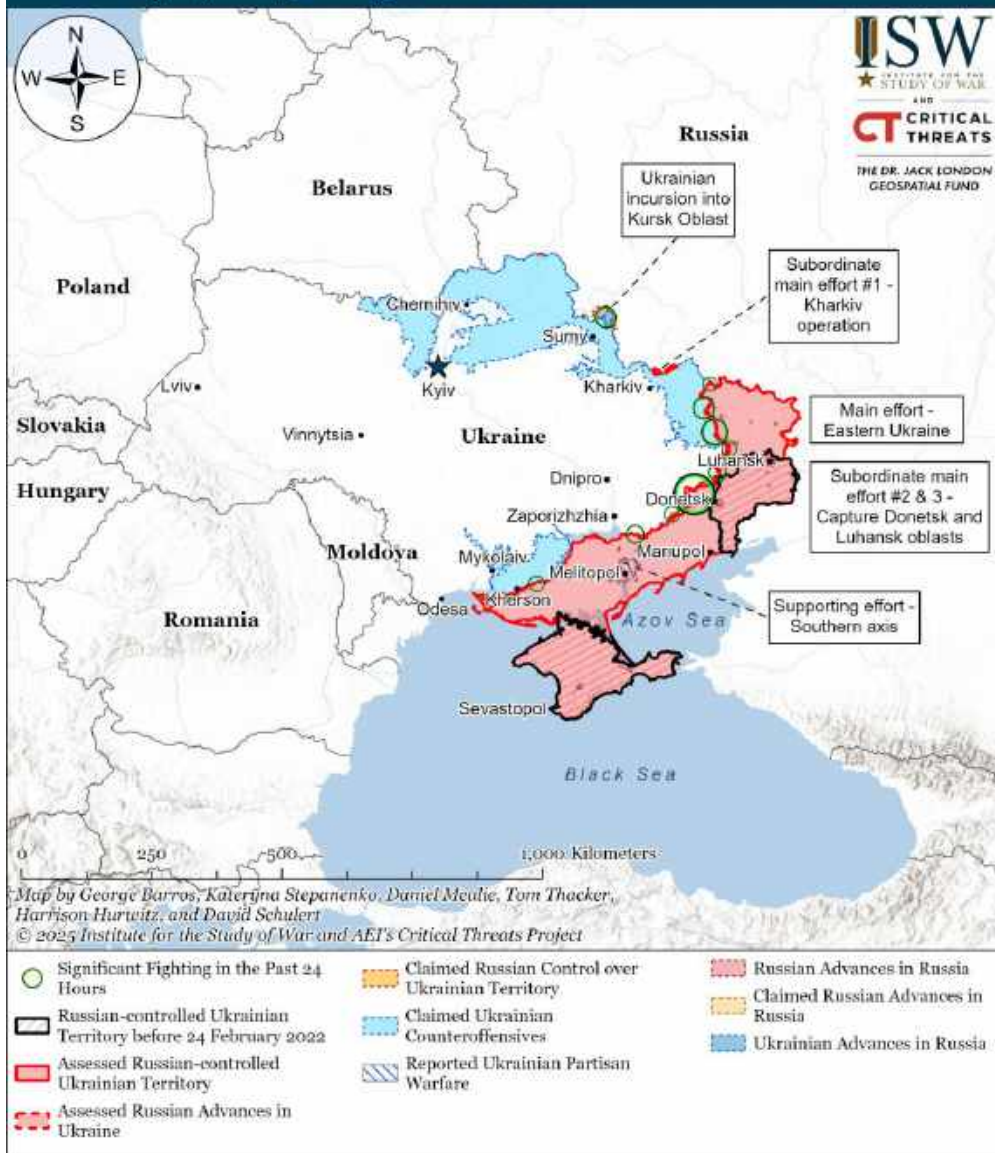 N
W
E
S
ISW
INSTITUTE FOR THE
STUDY OF WAR
AND
CT CRITICAL
THREATS
THE DR. JACK LONDON
GEOSPATIAL FUND
Russia
Belarus
Ukrainian
incursion into
Kursk Oblast
Subordinate
main effort #1 -
Kharkiv
operation
Poland
Chernihiv
Sumy
Kyiv
Lviv
Kharkiv
Slovakia
Vinnytsia
Ukraine
Main effort -
Eastern Ukraine
Luhansk
Hungary
Dnipro
Donetsk
Subordinate main
effort #2 & 3 -
Capture Donetsk and
Luhansk oblasts
Zaporizhzhia
Moldova
Mykolaiv
Mariupol
Melitopol
Odesa
Kherson
Romania
Azov Sea
Supporting effort -
Southern axis
Sevastopol
Black Sea
0
250
500
1,000 Kilometers
Map by George Barros, Kateryna Stepanenko, Daniel Mealie, Tom Thacker,
Harrison Hurwitz, and David Schulert
© 2025 Institute for the Study of War and AEI's Critical Threats Project
Significant Fighting in the Past 24
Hours
Russian-controlled Ukrainian
Territory before 24 February 2022
Assessed Russian-controlled
Ukrainian Territory
Assessed Russian Advances in
Ukraine
Claimed Russian Control over
Ukrainian Territory
Claimed Ukrainian
Counteroffensives
Reported Ukrainian Partisan
Warfare
Russian Advances in Russia
Claimed Russian Advances in
Russia
Ukrainian Advances in Russia